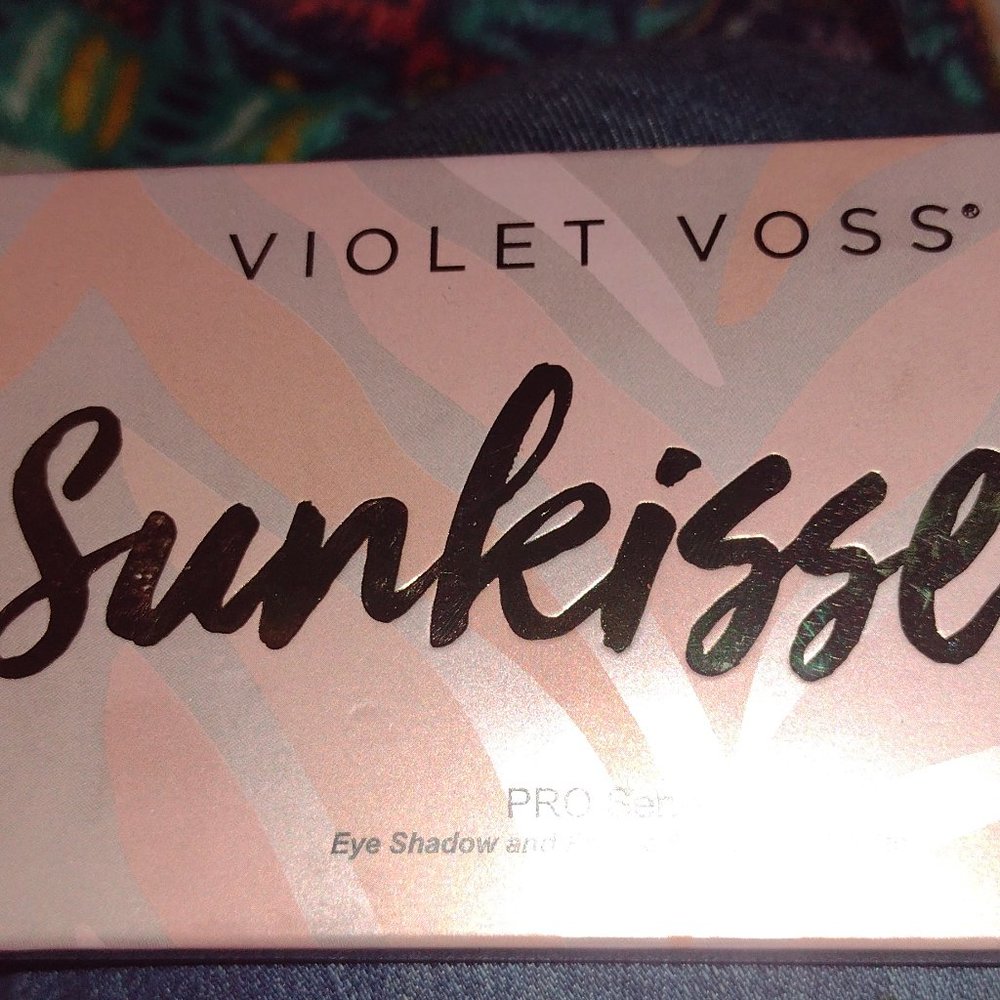 VIOLET VOSS®
Sunkisse
PRO
Eye Shadow and